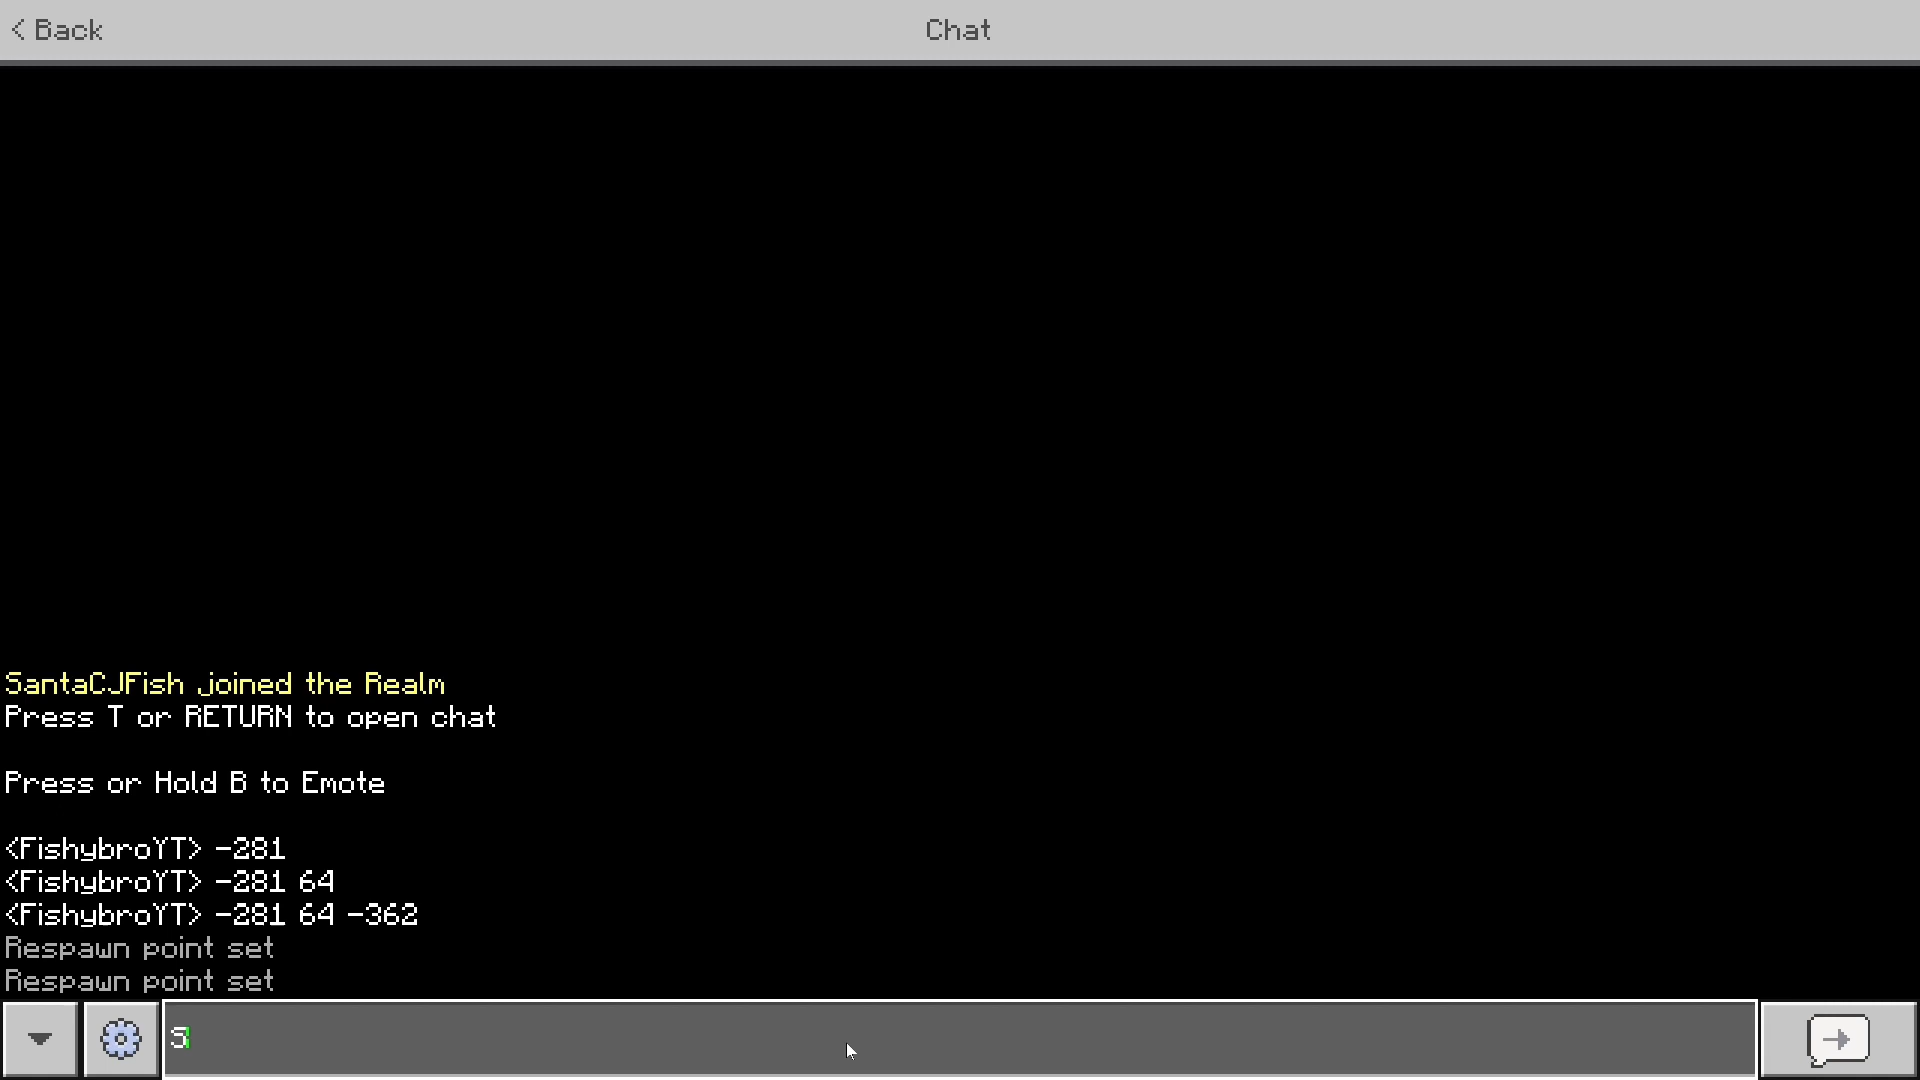 < Back
Chat
SantaCJFish joined the Realm
Press T or RETURN to open chat
Press or Hold B to Emote
<FishybroYT> -281
<FishybroYT> -281 64
<FishybroYT> -281 64 -362
Respawn point set
Respawn point set